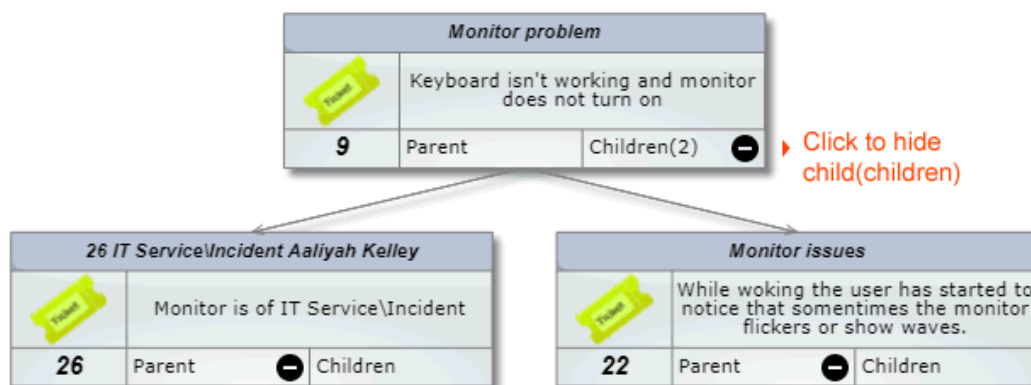 Monitor problem
Ticket
Keyboard isn't working and monitor
does not turn on
9 Parent Children(2)
Click to hide
child(children)
26 IT Service\Incident Aaliyah Kelley
Ticket
Monitor is of IT Service\Incident
26 Parent Children
Monitor issues
Ticket
While woking the user has started to
notice that somentimes the monitor
flickers or show waves.
22 Parent Children